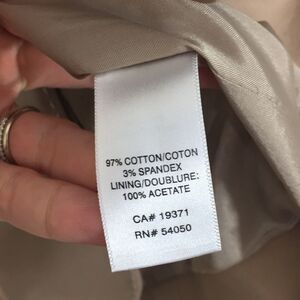 97% COTTON/COTON
3% SPANDEX
LINING/DOUBLURE:
100% ACETATE
CA# 19371
RN# 54050